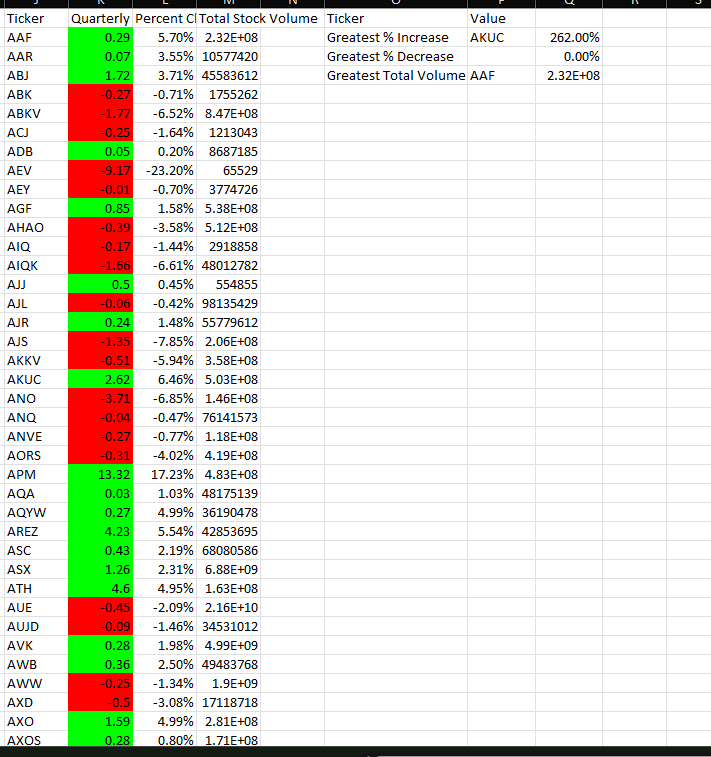 Ticker Quarterly Percent C Total Stock Volume Ticker Value
AAF 0.29 5.70% 2.32E+08 Greatest % Increase AKUC 262.00%
AAR 0.07 3.55% 10577420 Greatest % Decrease 0.00%
ABJ 1.72 3.71% 45583612 Greatest Total Volume AAF 2.32E+08
ABK -0.27 -0.71% 1755262
ABKV -1.77 -6.52% 8.47E+08
ACJ -0.25 -1.64% 1213043
ADB 0.05 0.20% 8687185
AEV -9.17 -23.20% 65529
AEY -0.01 -0.70% 3774726
AGF 0.85 1.58% 5.38E+08
AHAO -0.39 -3.58% 5.12E+08
AIQ -0.17 -1.44% 2918858
AIQK -1.66 -6.61% 48012782
AJJ 0.5 0.45% 554855
AJL -0.06 -0.42% 98135429
AJR 0.24 1.48% 55779612
AJS -1.35 -7.85% 2.06E+08
AKKV -0.51 -5.94% 3.58E+08
AKUC 2.62 6.46% 5.03E+08
ANO -3.71 -6.85% 1.46E+08
ANQ -0.04 -0.47% 76141573
ANVE -0.27 -0.77% 1.18E+08
AORS -0.31 -4.02% 4.19E+08
APM 13.32 17.23% 4.83E+08
AQA 0.03 1.03% 48175139
AQYW 0.27 4.99% 36190478
AREZ 4.23 5.54% 42853695
ASC 0.43 2.19% 68080586
ASX 1.26 2.31% 6.88E+09
ATH 4.6 4.95% 1.63E+08
AUE -0.45 -2.09% 2.16E+10
AUJD -0.09 -1.46% 34531012
AVK 0.28 1.98% 4.99E+09
AWB 0.36 2.50% 49483768
AWW -0.25 -1.34% 1.9E+09
AXD -0.5 -3.08% 17118718
AXO 1.59 4.99% 2.81E+08
AXOS 0.28 0.80% 1.71E+08